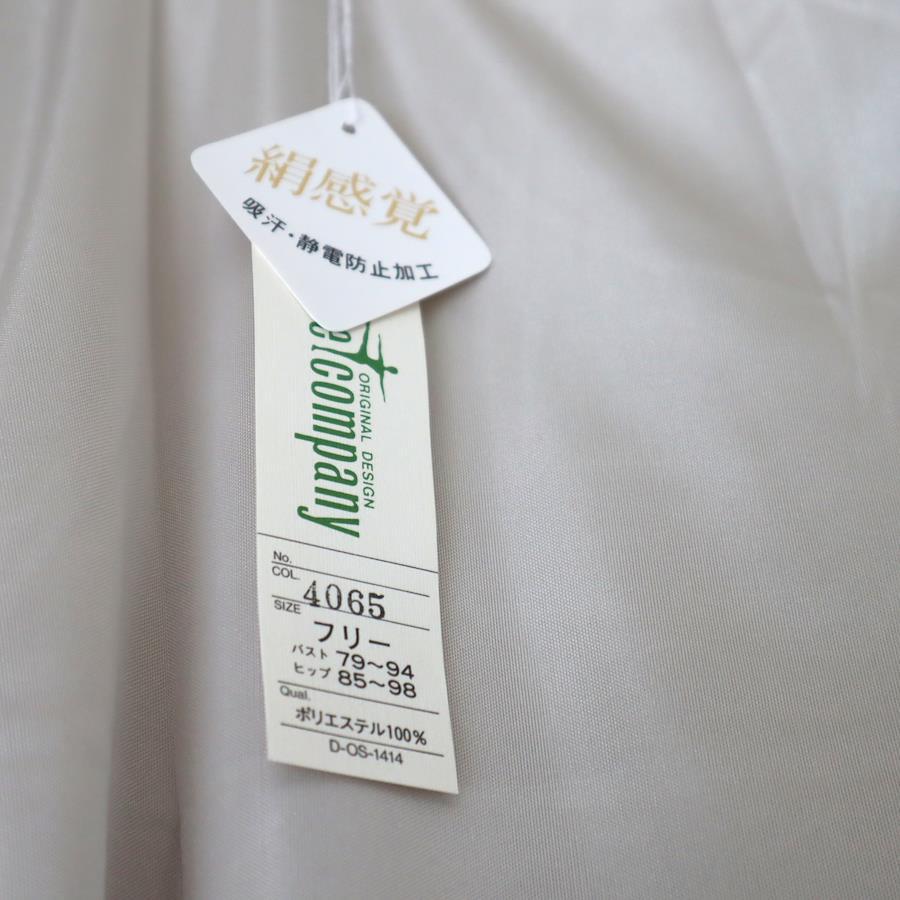 絹感覚
吸汗・静電防止加工
company
ORIGINAL DESIGN
No.
COL.
4065
SIZE
フリー
バスト 79〜94
ヒップ 85〜98
Qual.
ポリエステル100%
D-OS-1414